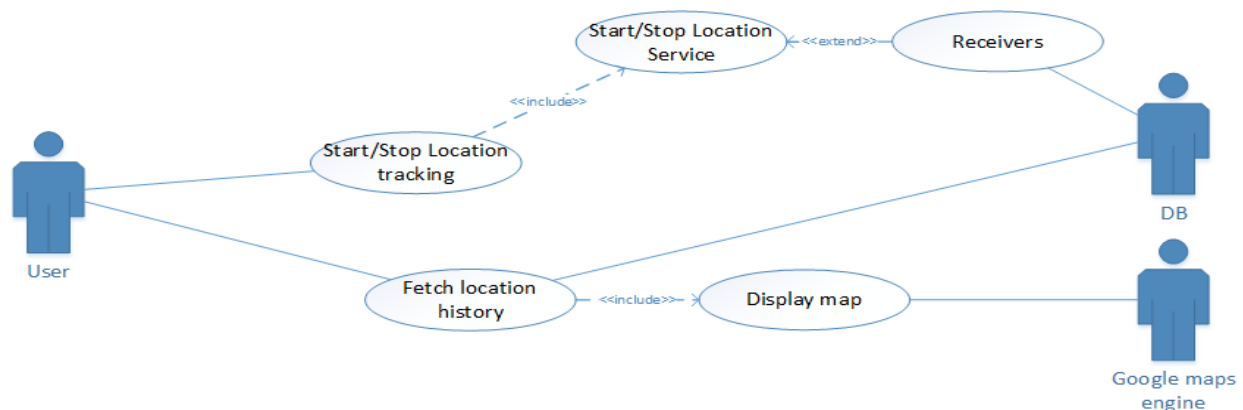 Start/Stop Location
Service
<<extend>>
Receivers
<<include>>
Start/Stop Location
tracking
User
DB
Fetch location
history
<<include>>
Display map
Google maps
engine